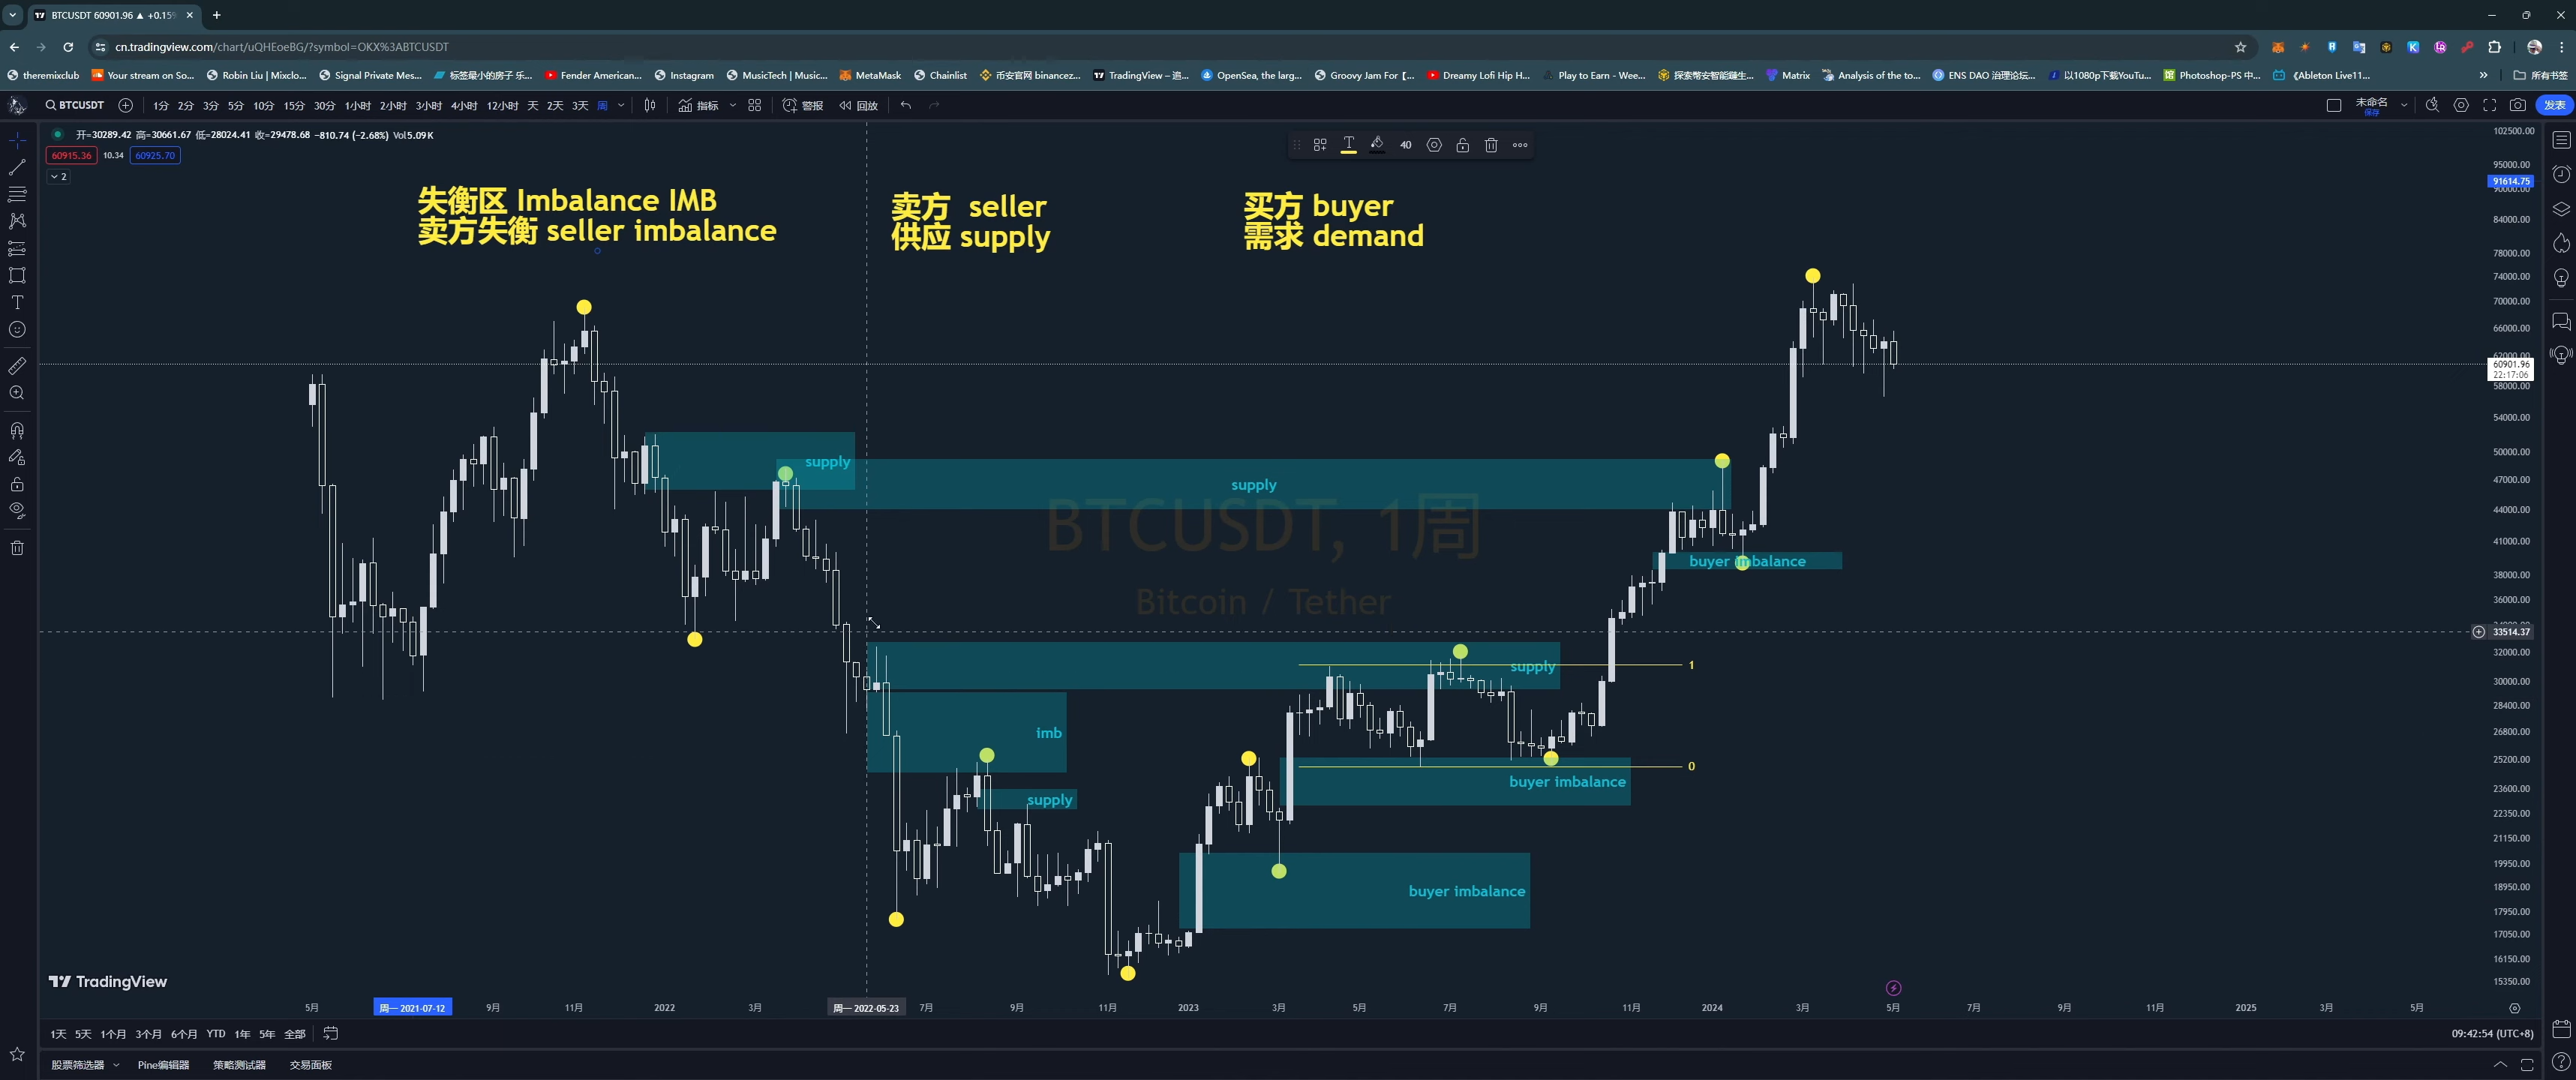 BTCUSDT 60901.96 ▲ +0.15%
cn.tradingview.com/chart/uQHEoeBG/?symbol=OKX%3ABTCUSDT
theremixclub
Your stream on So...
Robin Liu | Mixclo...
Signal Private Mes...
标签最小的房子 乐...
Fender American...
Instagram
MusicTech | Music...
MetaMask
Chainlist
币安官网 binancez...
TradingView – 追...
OpenSea, the larg...
Groovy Jam For [...
Dreamy Lofi Hip H...
Play to Earn - Wee...
探索幣安智能鏈生...
Matrix
Analysis of the to...
ENS DAO 治理论坛...
以1080p下载YouTu...
Photoshop-PS 中...
《Ableton Live11...
所有书签
BTCUSDT
1分 2分 3分 5分 10分 15分 30分 1小时 2小时 3小时 4小时 12小时 天 2天 3天 周
指标
警报
回放
未命名
保存
发表
开=30289.42 高=30661.67 低=28024.41 收=29478.68 −810.74 (−2.68%) Vol5.09K
60915.36 10.34 60925.70
2
40
失衡区 Imbalance IMB
卖方失衡 seller imbalance
卖方 seller
供应 supply
买方 buyer
需求 demand
supply
supply
BTCUSDT, 1周
Bitcoin / Tether
buyer imbalance
supply
1
imb
0
buyer imbalance
supply
buyer imbalance
102500.00
95000.00
91614.75
90000.00
84000.00
78000.00
74000.00
70000.00
66000.00
62000.00
60901.96
22:17:06
58000.00
54000.00
50000.00
47000.00
44000.00
41000.00
38000.00
36000.00
33514.37
32000.00
30000.00
28400.00
26800.00
25200.00
23600.00
22350.00
21150.00
19950.00
18950.00
17950.00
17050.00
16150.00
15350.00
TradingView
5月 周一 2021-07-12 9月 11月 2022 3月 周一 2022-05-23 7月 9月 11月 2023 3月 5月 7月 9月 11月 2024 3月 5月 7月 9月 11月 2025 3月 5月
1天 5天 1个月 3个月 6个月 YTD 1年 5年 全部
09:42:54 (UTC+8)
股票筛选器 Pine编辑器 策略测试器 交易面板